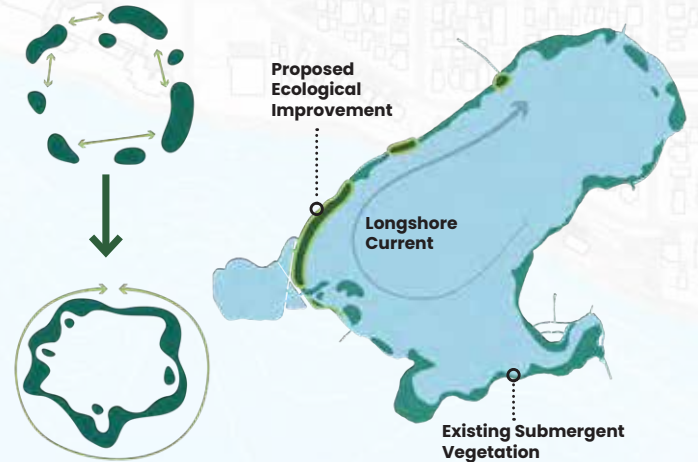 Proposed
Ecological
Improvement
Longshore
Current
Existing Submergent
Vegetation